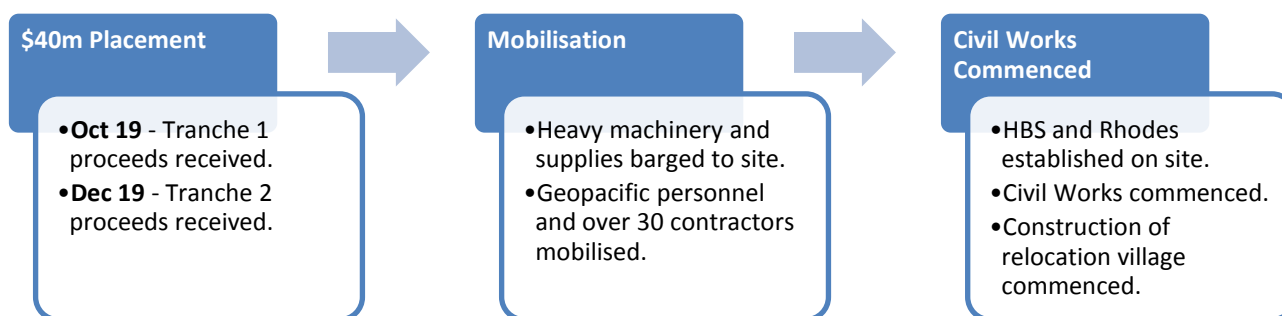 $40m Placement
•Oct 19 - Tranche 1
proceeds received.
•Dec 19 - Tranche 2
proceeds received.
Mobilisation
•Heavy machinery and
supplies barged to site.
•Geopacific personnel
and over 30 contractors
mobilised.
Civil Works
Commenced
•HBS and Rhodes
established on site.
•Civil Works commenced.
•Construction of
relocation village
commenced.